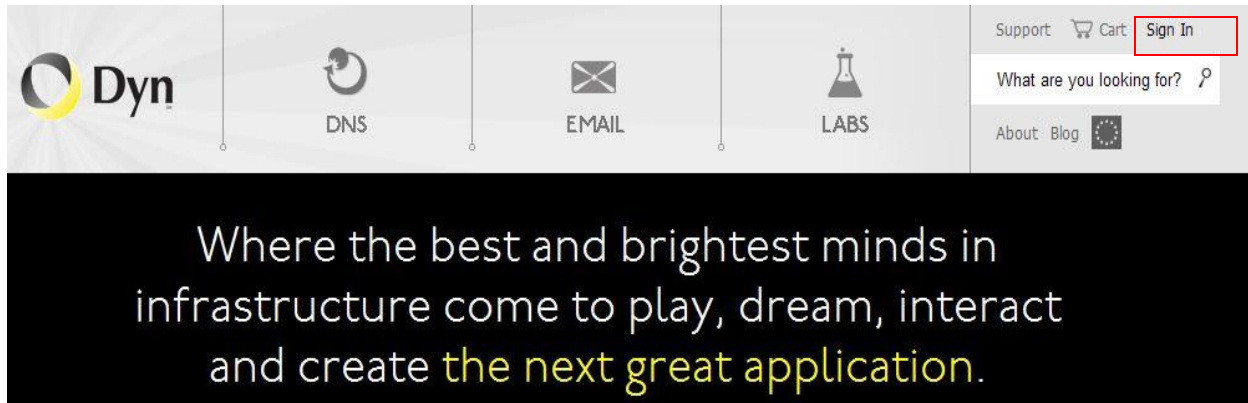 Support Cart Sign In
Dyn
What are you looking for?
DNS
EMAIL
LABS
About Blog
Where the best and brightest minds in
infrastructure come to play, dream, interact
and create the next great application.